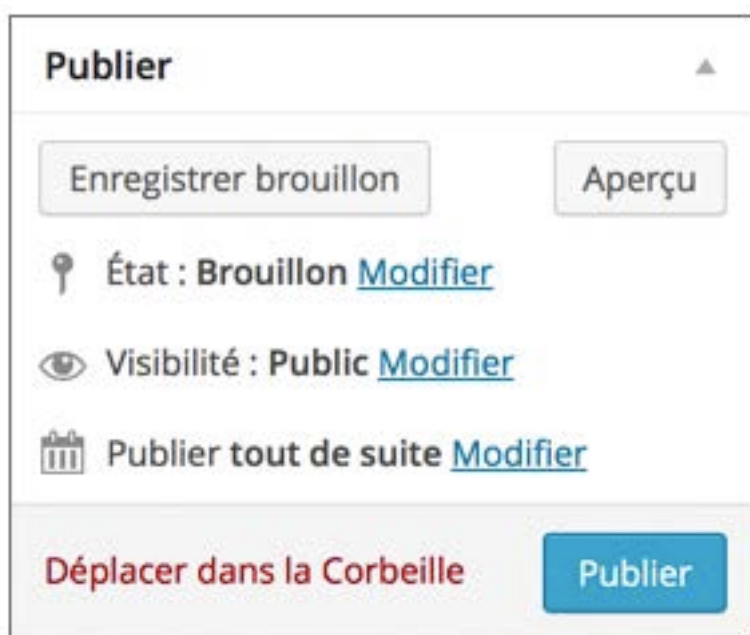 Publier
Enregistrer brouillon Aperçu
État : Brouillon Modifier
Visibilité : Public Modifier
Publier tout de suite Modifier
Déplacer dans la Corbeille Publier